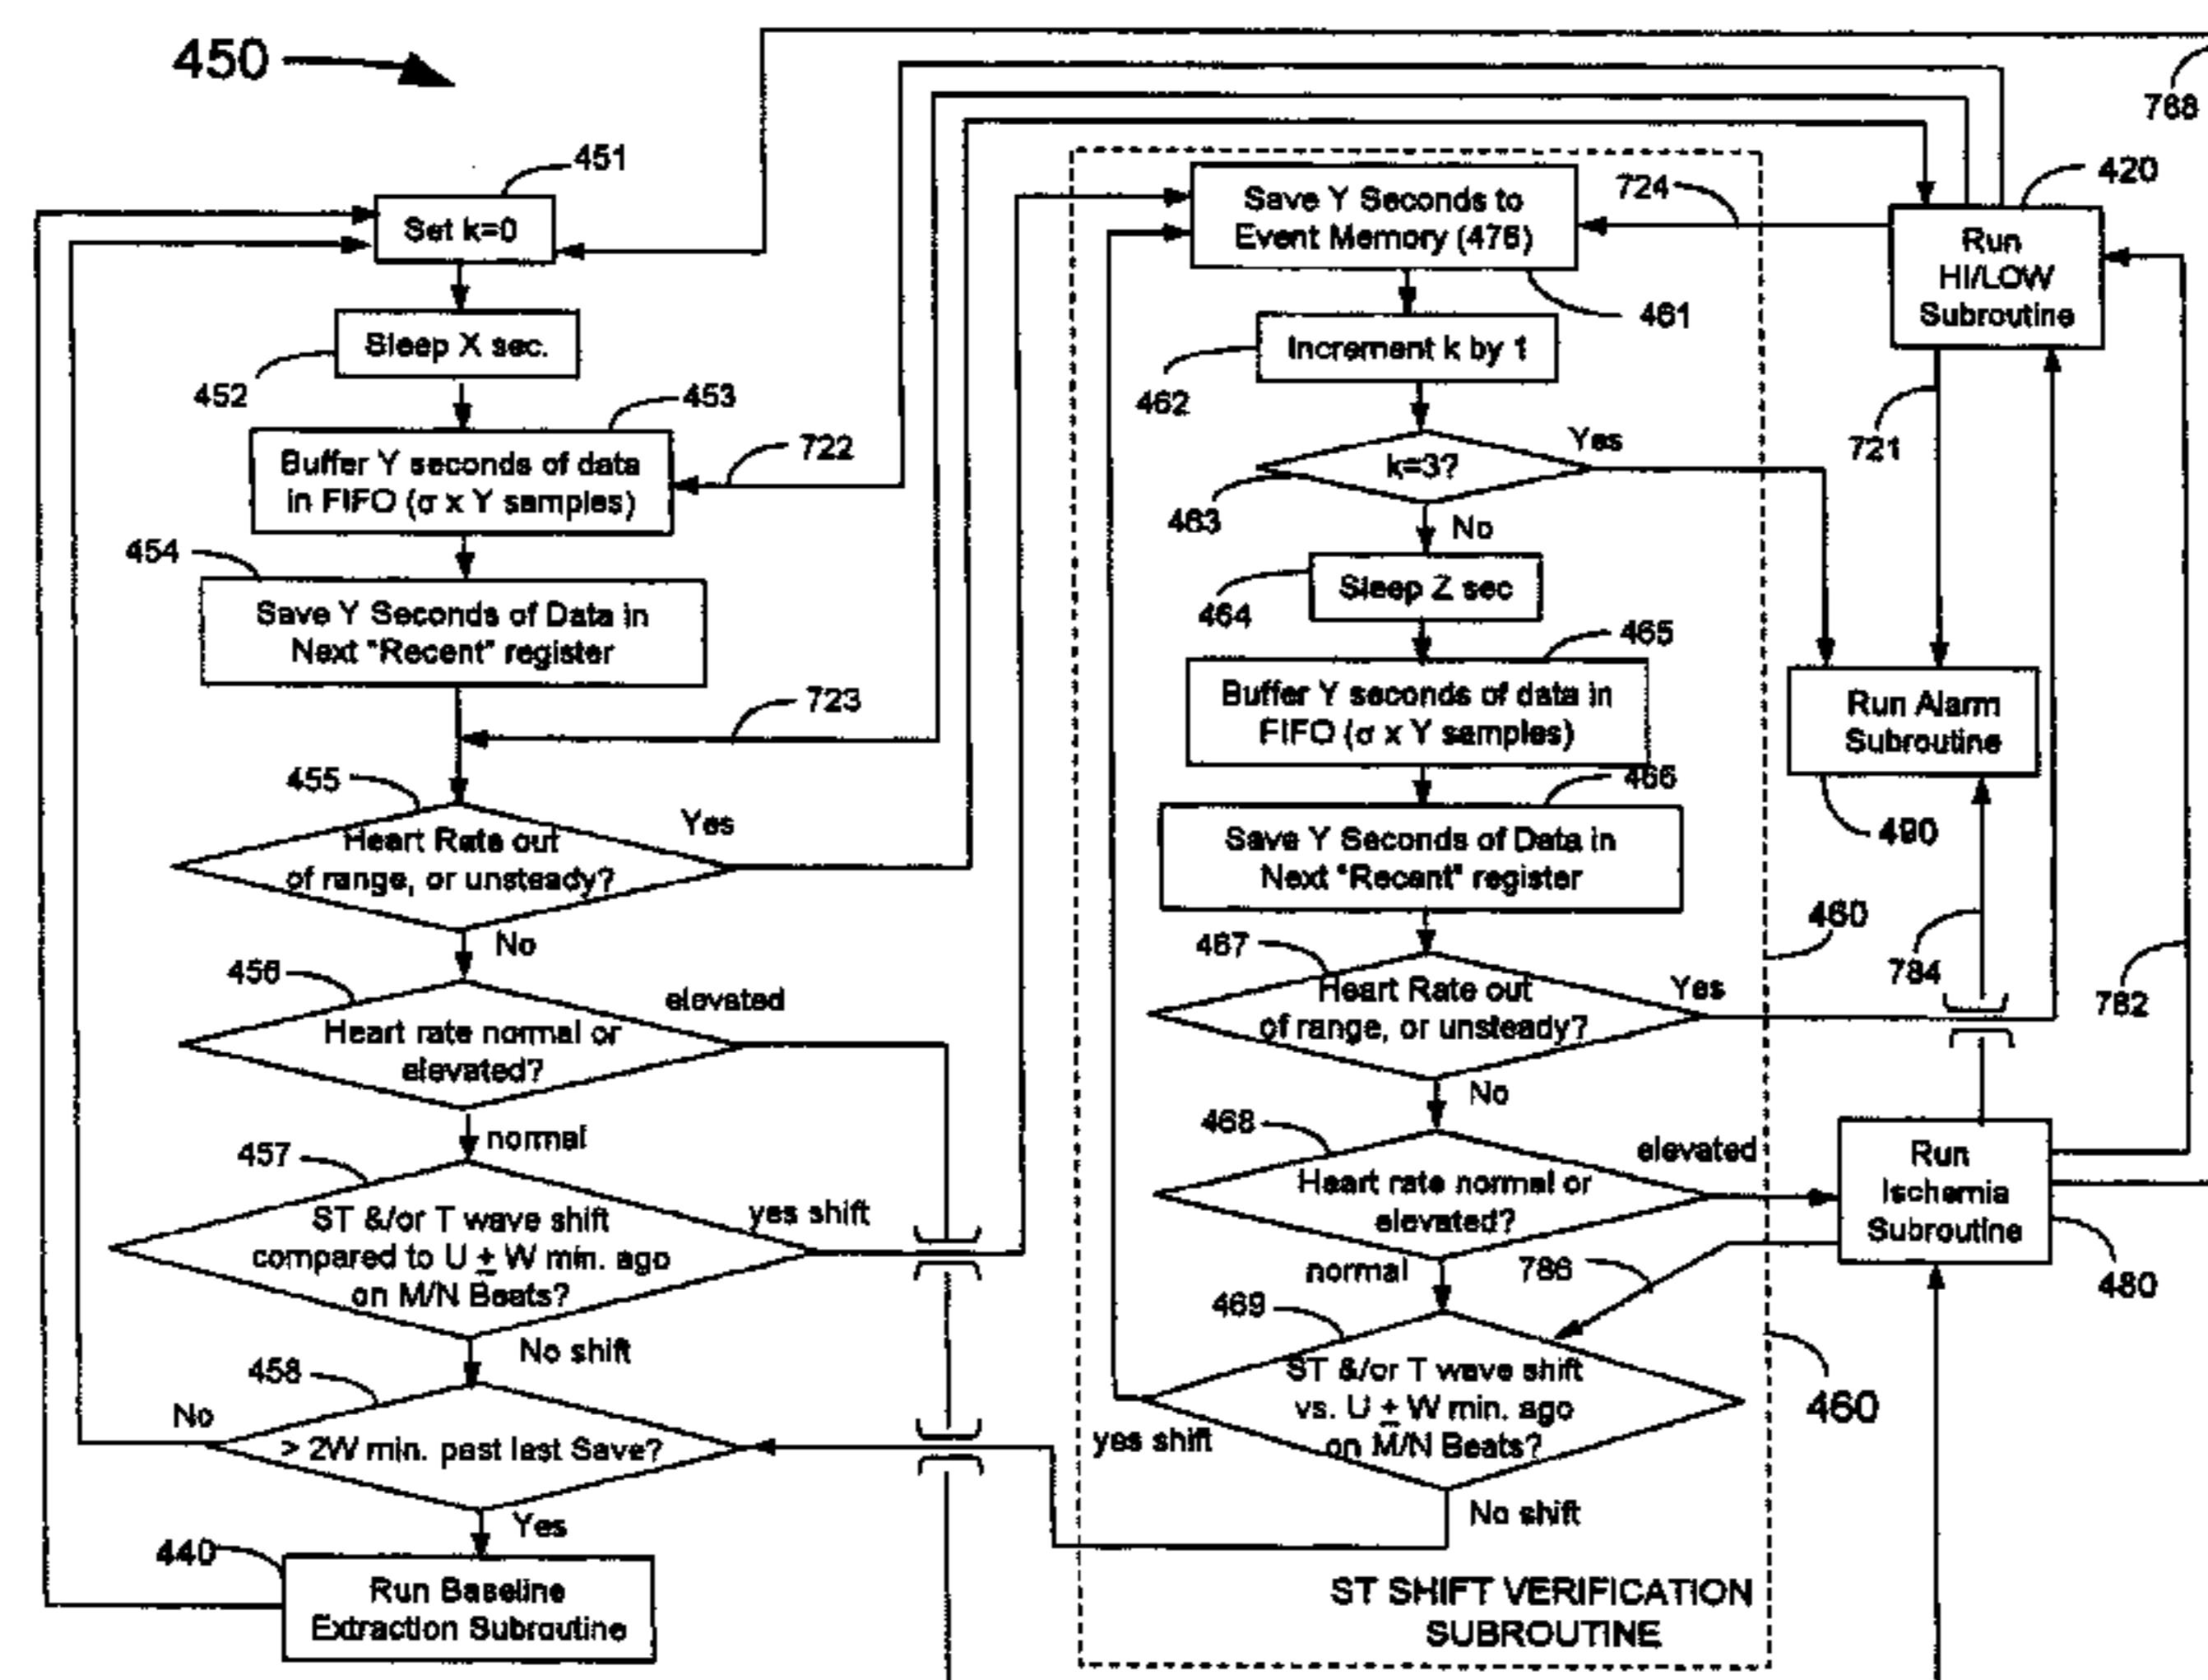 450
788
451
Set k=0
Sleep X sec.
452
453
Buffer Y seconds of data
in FIFO (σ x Y samples)
722
454
Save Y Seconds of Data in
Next "Recent" register
723
455
Heart Rate out
of range, or unsteady?
Yes
No
456
Heart rate normal or
elevated?
elevated
normal
457
ST &/or T wave shift
compared to U ± W min. ago
on M/N Beats?
yes shift
No shift
458
> 2W min. past last Save?
No
Yes
440
Run Baseline
Extraction Subroutine
Save Y Seconds to
Event Memory (476)
461
724
420
Run
HI/LOW
Subroutine
Increment k by 1
462
k=3?
463
Yes
721
No
Sleep Z sec
464
465
Buffer Y seconds of data in
FIFO (σ x Y samples)
Run Alarm
Subroutine
490
466
Save Y Seconds of Data in
Next "Recent" register
460
467
Heart Rate out
of range, or unsteady?
Yes
784
782
No
468
Heart rate normal or
elevated?
elevated
Run
Ischemia
Subroutine
480
normal
786
469
ST &/or T wave shift
vs. U ± W min. ago
on M/N Beats?
460
yes shift
No shift
ST SHIFT VERIFICATION
SUBROUTINE